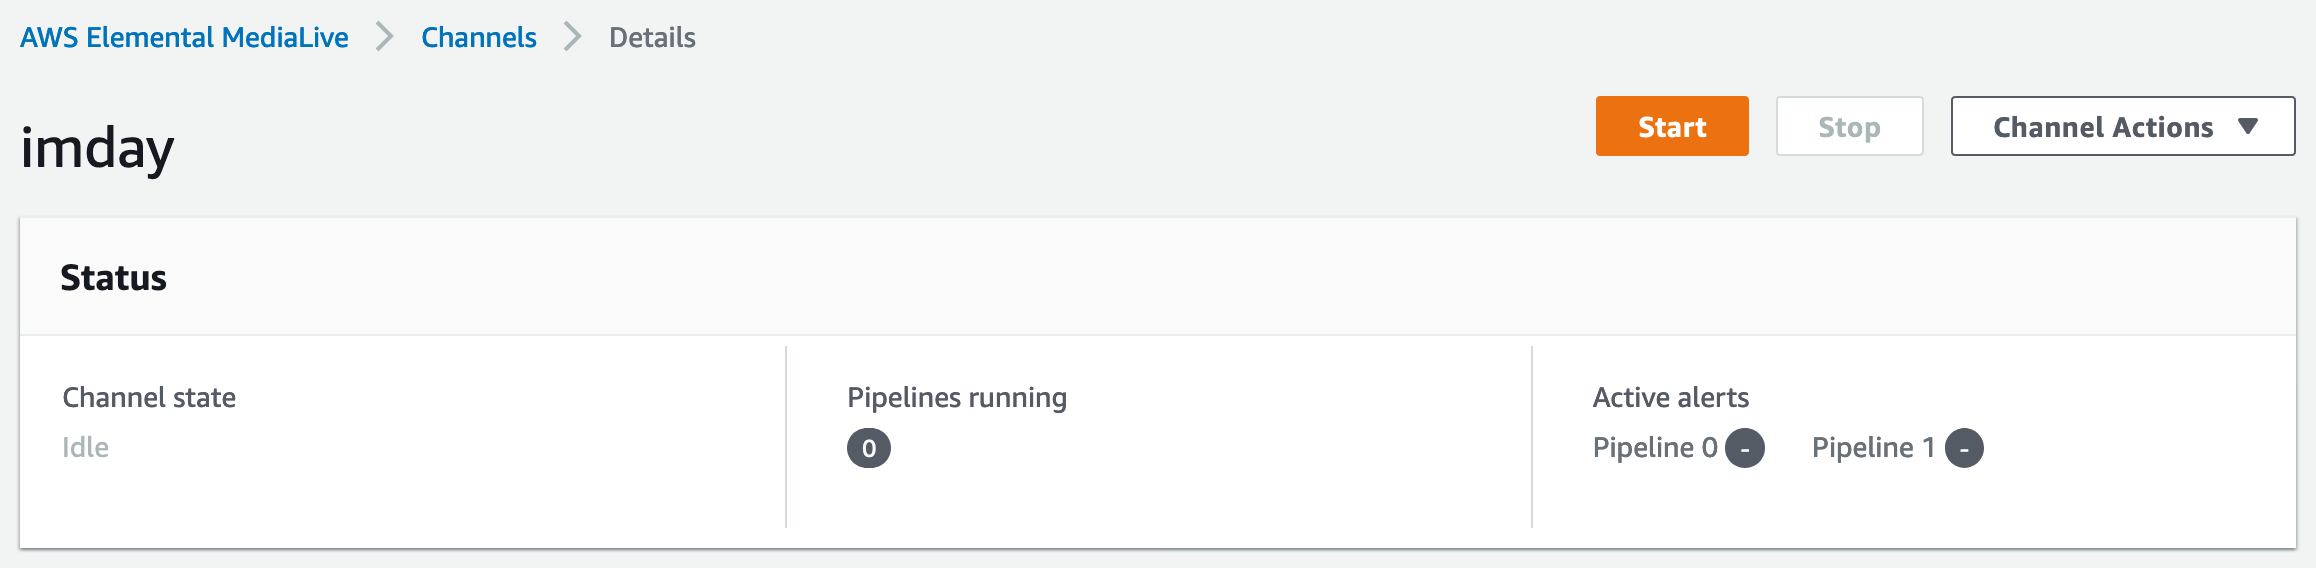 AWS Elemental MediaLive > Channels > Details
imday
Start
Stop
Channel Actions
Status
Channel state
Idle
Pipelines running
0
Active alerts
Pipeline 0 - Pipeline 1 -